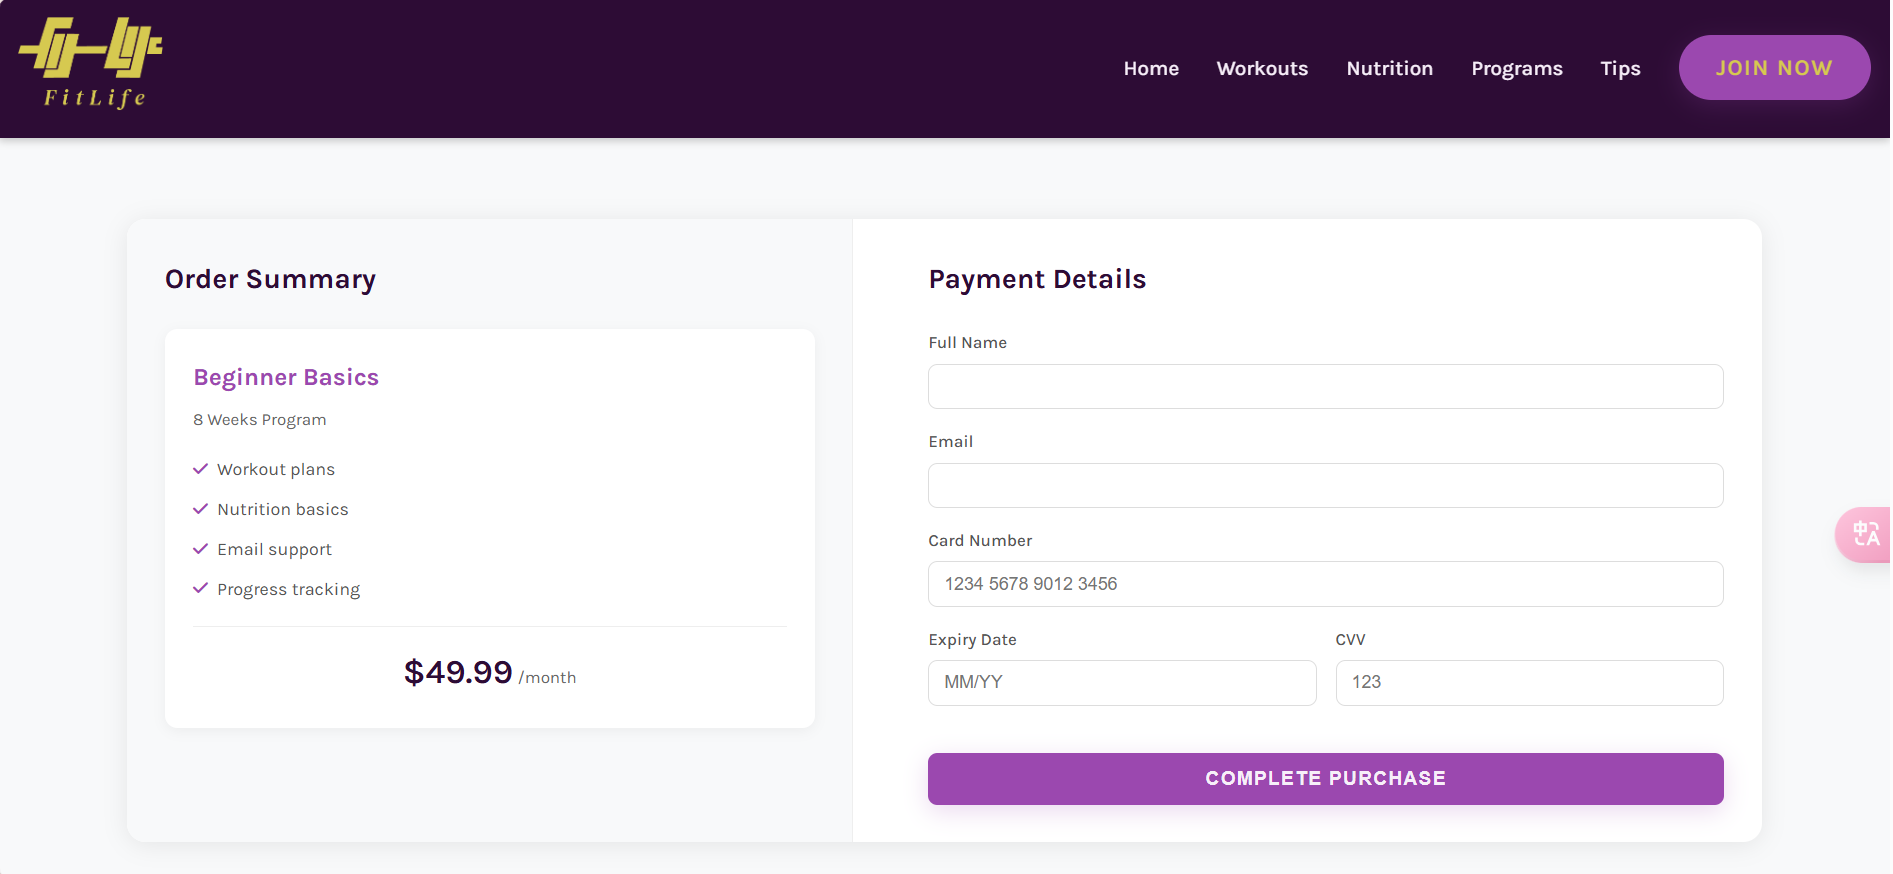 FitLife
Home
Workouts
Nutrition
Programs
Tips
JOIN NOW
Order Summary
Beginner Basics
8 Weeks Program
Workout plans
Nutrition basics
Email support
Progress tracking
$49.99 /month
Payment Details
Full Name
Email
Card Number
1234 5678 9012 3456
Expiry Date
MM/YY
CVV
123
COMPLETE PURCHASE
中A